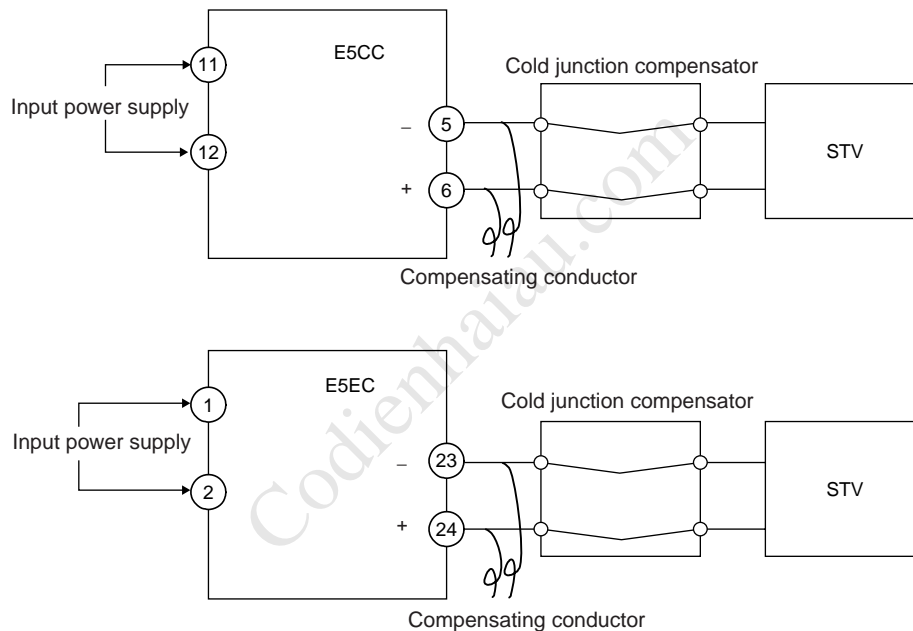 E5CC
11
Cold junction compensator
Input power supply
5
−
STV
12
+
6
Compensating conductor
E5EC
1
Cold junction compensator
Input power supply
23
−
STV
2
+
24
Compensating conductor
Codienhaiau.com